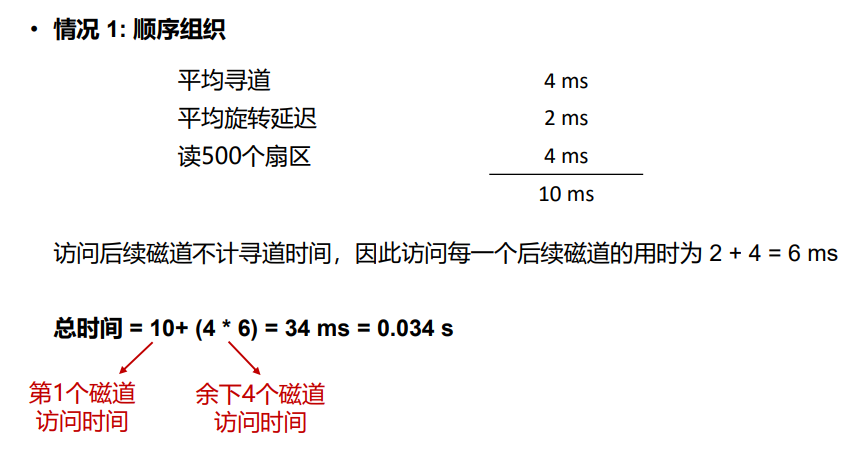 • 情况 1: 顺序组织
平均寻道 4 ms
平均旋转延迟 2 ms
读500个扇区 4 ms
10 ms
访问后续磁道不计寻道时间，因此访问每一个后续磁道的用时为 2 + 4 = 6 ms
总时间 = 10+ (4 * 6) = 34 ms = 0.034 s
第1个磁道 余下4个磁道
访问时间 访问时间